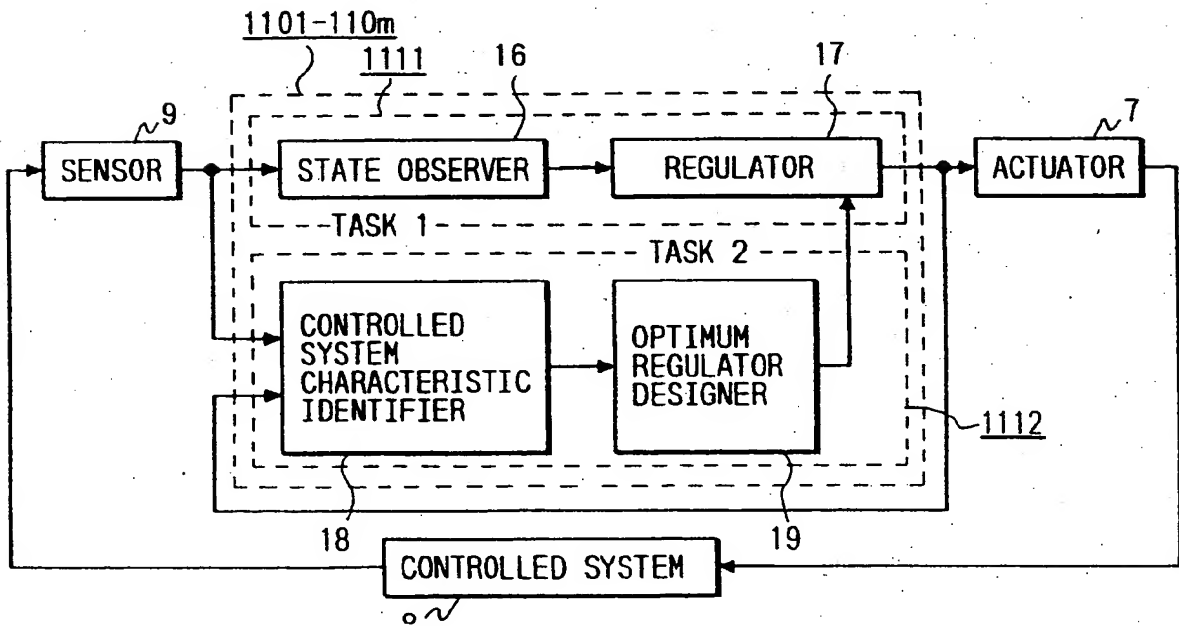 1101-110m
1111
16
17
9
7
SENSOR
STATE OBSERVER
REGULATOR
ACTUATOR
TASK 1
TASK 2
CONTROLLED
SYSTEM
CHARACTERISTIC
IDENTIFIER
OPTIMUM
REGULATOR
DESIGNER
1112
18
19
CONTROLLED SYSTEM